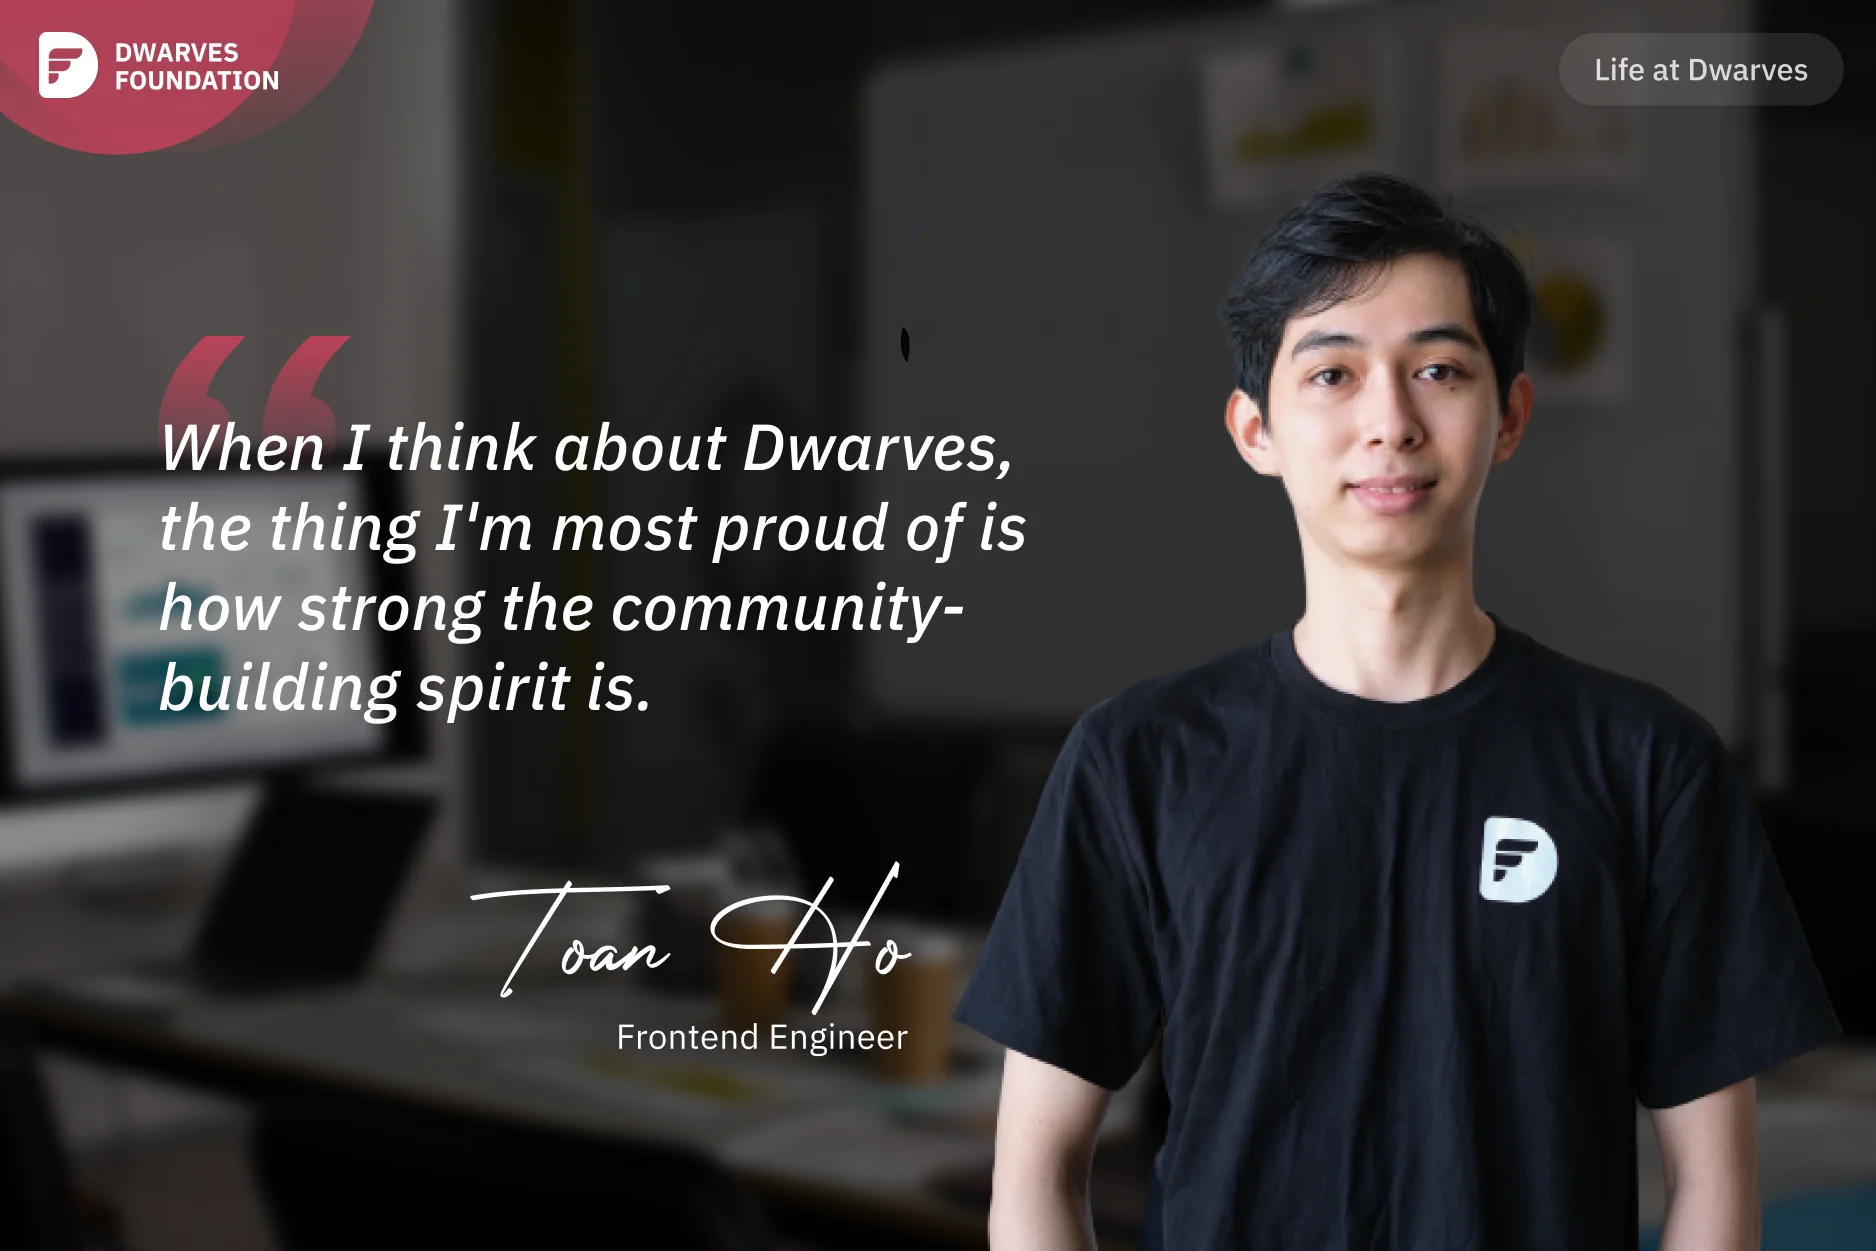 DWARVES
FOUNDATION
Life at Dwarves
When I think about Dwarves,
the thing I'm most proud of is
how strong the community-
building spirit is.
Toan Ho
Frontend Engineer